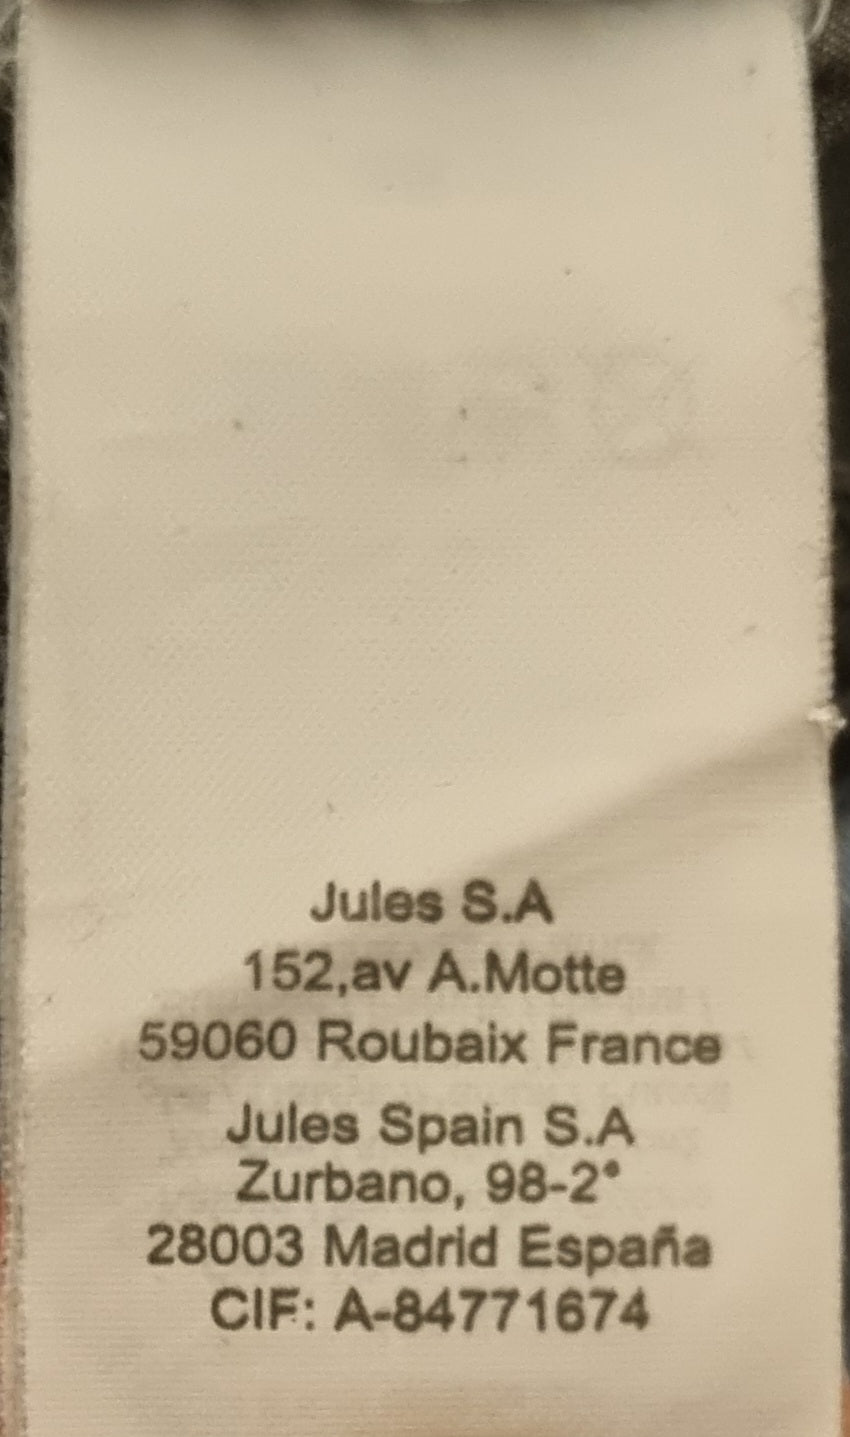 Jules S.A
152,av A.Motte
59060 Roubaix France
Jules Spain S.A
Zurbano, 98-2°
28003 Madrid España
CIF: A-84771674